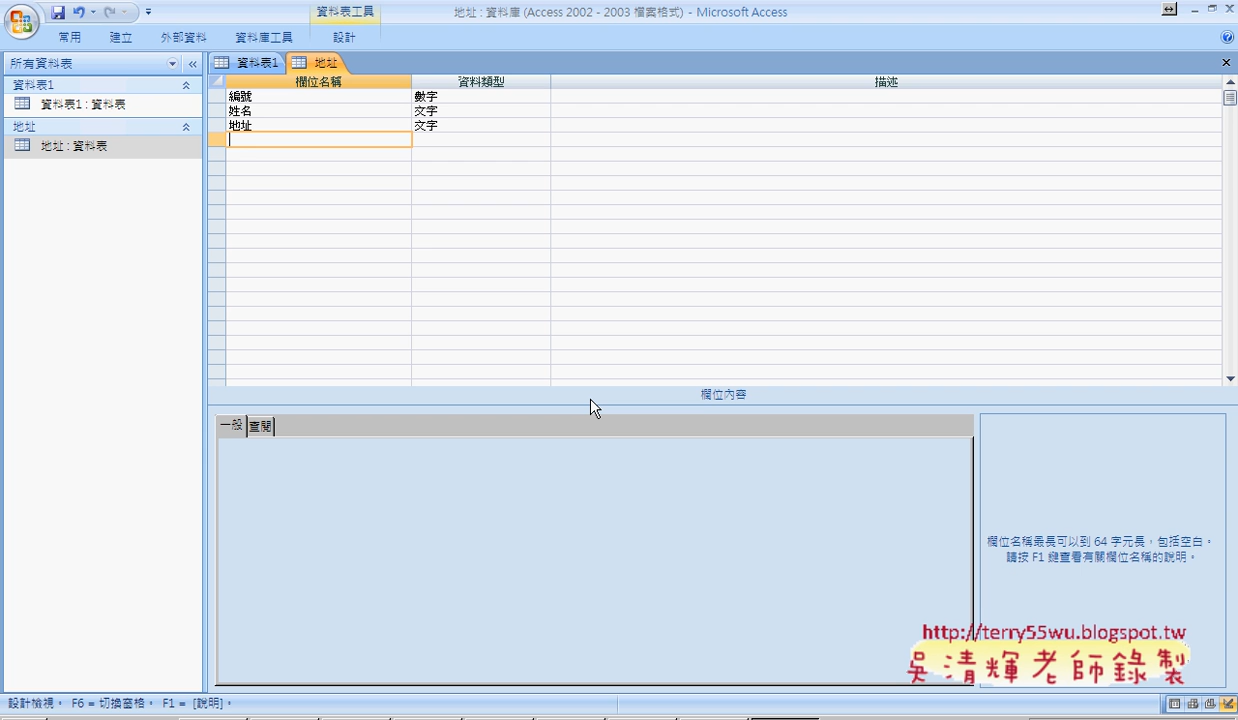 資料表工具
地址 : 資料庫 (Access 2002 - 2003 檔案格式) - Microsoft Access
常用 建立 外部資料 資料庫工具 設計
所有資料表
資料表1
資料表1 : 資料表
地址
地址 : 資料表
資料表1 地址
欄位名稱 資料類型 描述
編號 數字
姓名 文字
地址 文字
欄位內容
一般 查閱
欄位名稱最長可以到 64 字元長，包括空白。
請按 F1 鍵查看有關欄位名稱的說明。
http://terry55wu.blogspot.tw
吳清輝老師錄製
設計檢視。 F6 = 切換窗格。 F1 = [說明]。